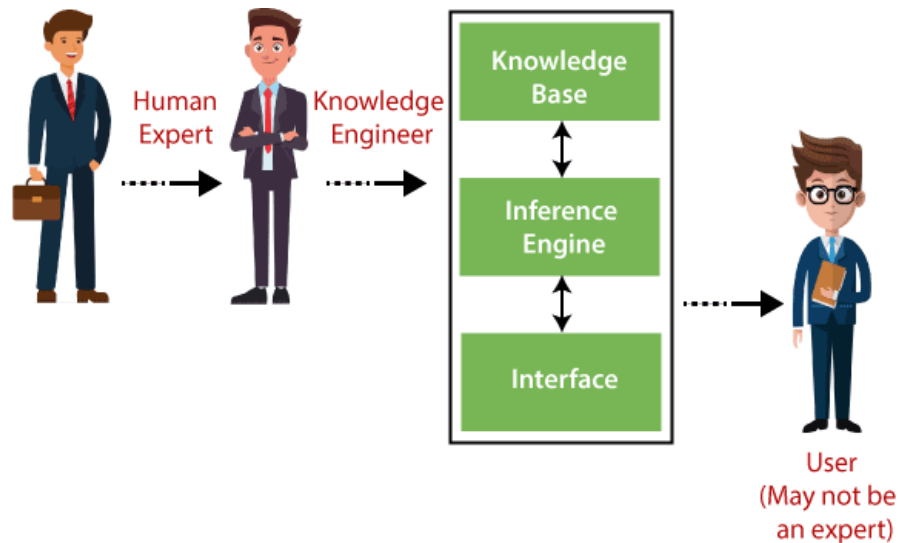 Human
Expert
Knowledge
Engineer
Knowledge
Base
Inference
Engine
Interface
User
(May not be
an expert)